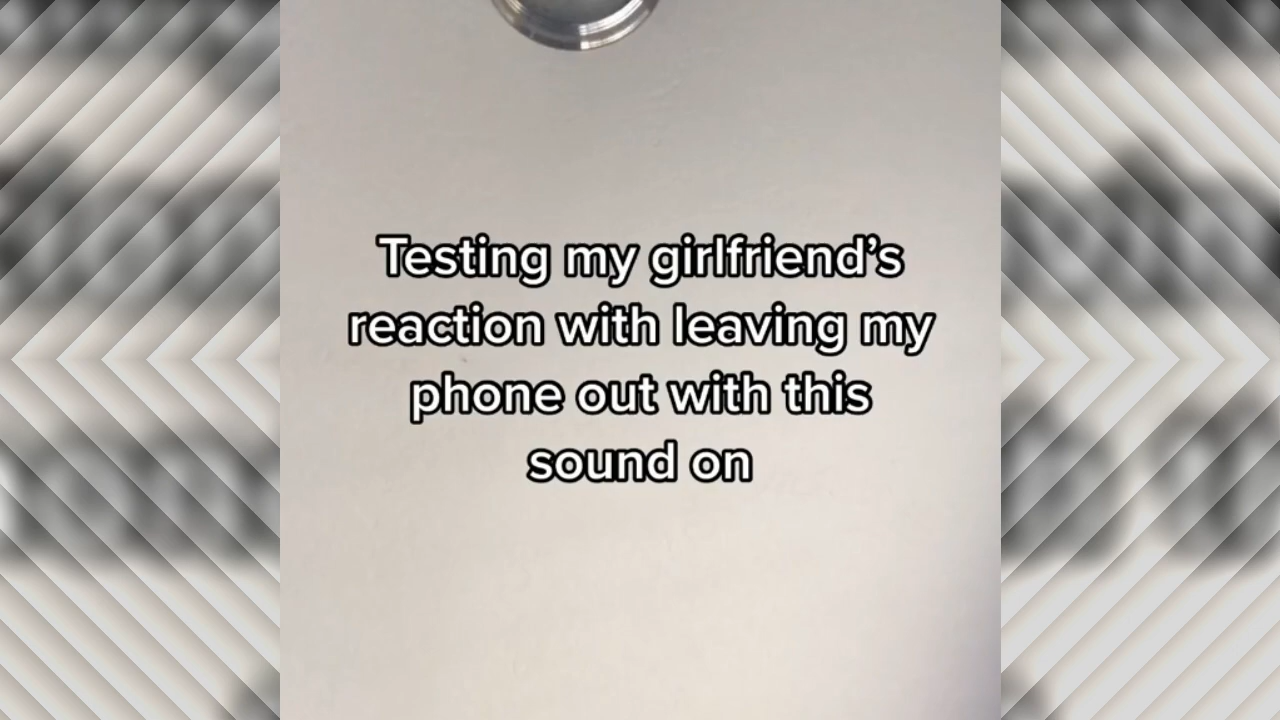 Testing my girlfriend’s
reaction with leaving my
phone out with this
sound on